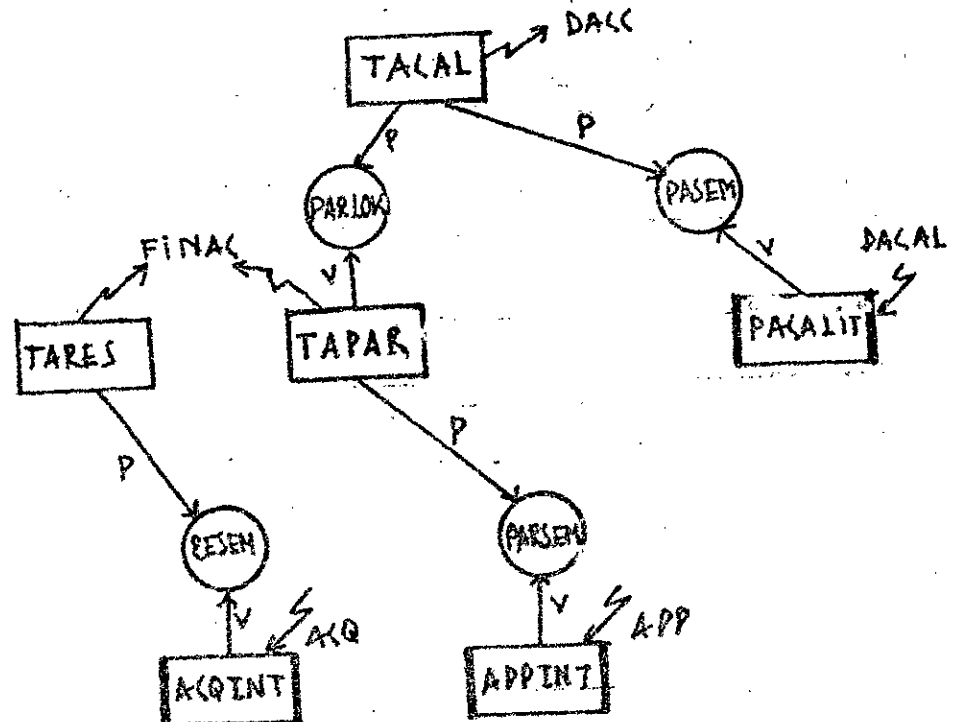 DACC
TACAL
P
P
PARLOK
PASEM
FINAC
V
V
DACAL
TARES
TAPAR
PACALIT
P
P
RESEM
PARSEM
V
ACQ
V
APP
ACQINT
APPINT